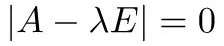 |A − λE| = 0